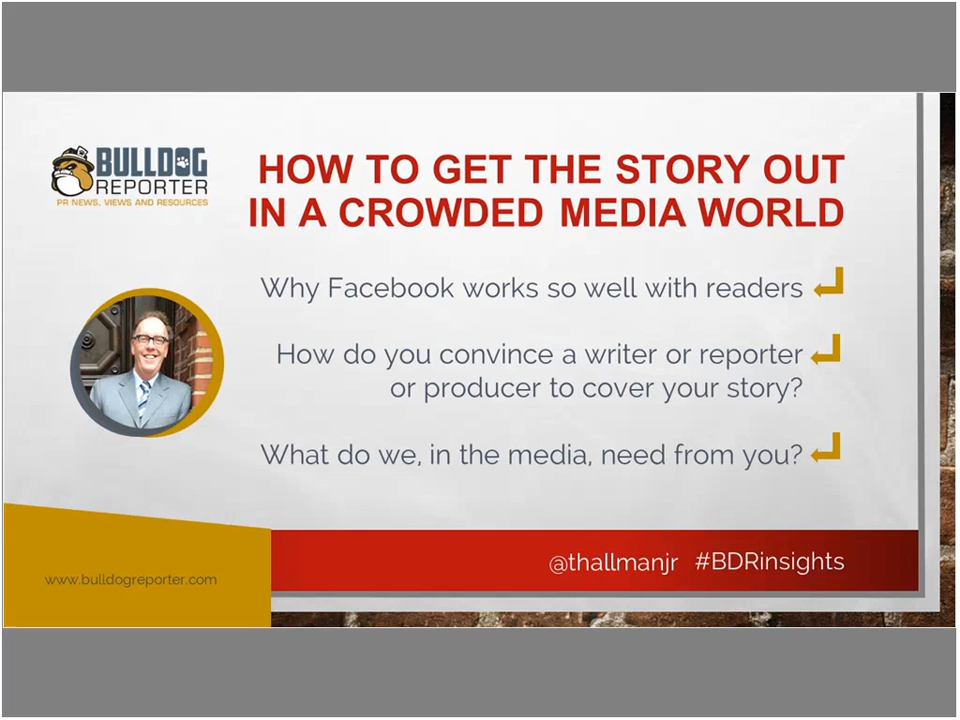 BULLDOG
REPORTER
PR NEWS, VIEWS AND RESOURCES
HOW TO GET THE STORY OUT
IN A CROWDED MEDIA WORLD
Why Facebook works so well with readers
How do you convince a writer or reporter
or producer to cover your story?
What do we, in the media, need from you?
www.bulldogreporter.com
@thallmanjr #BDRinsights